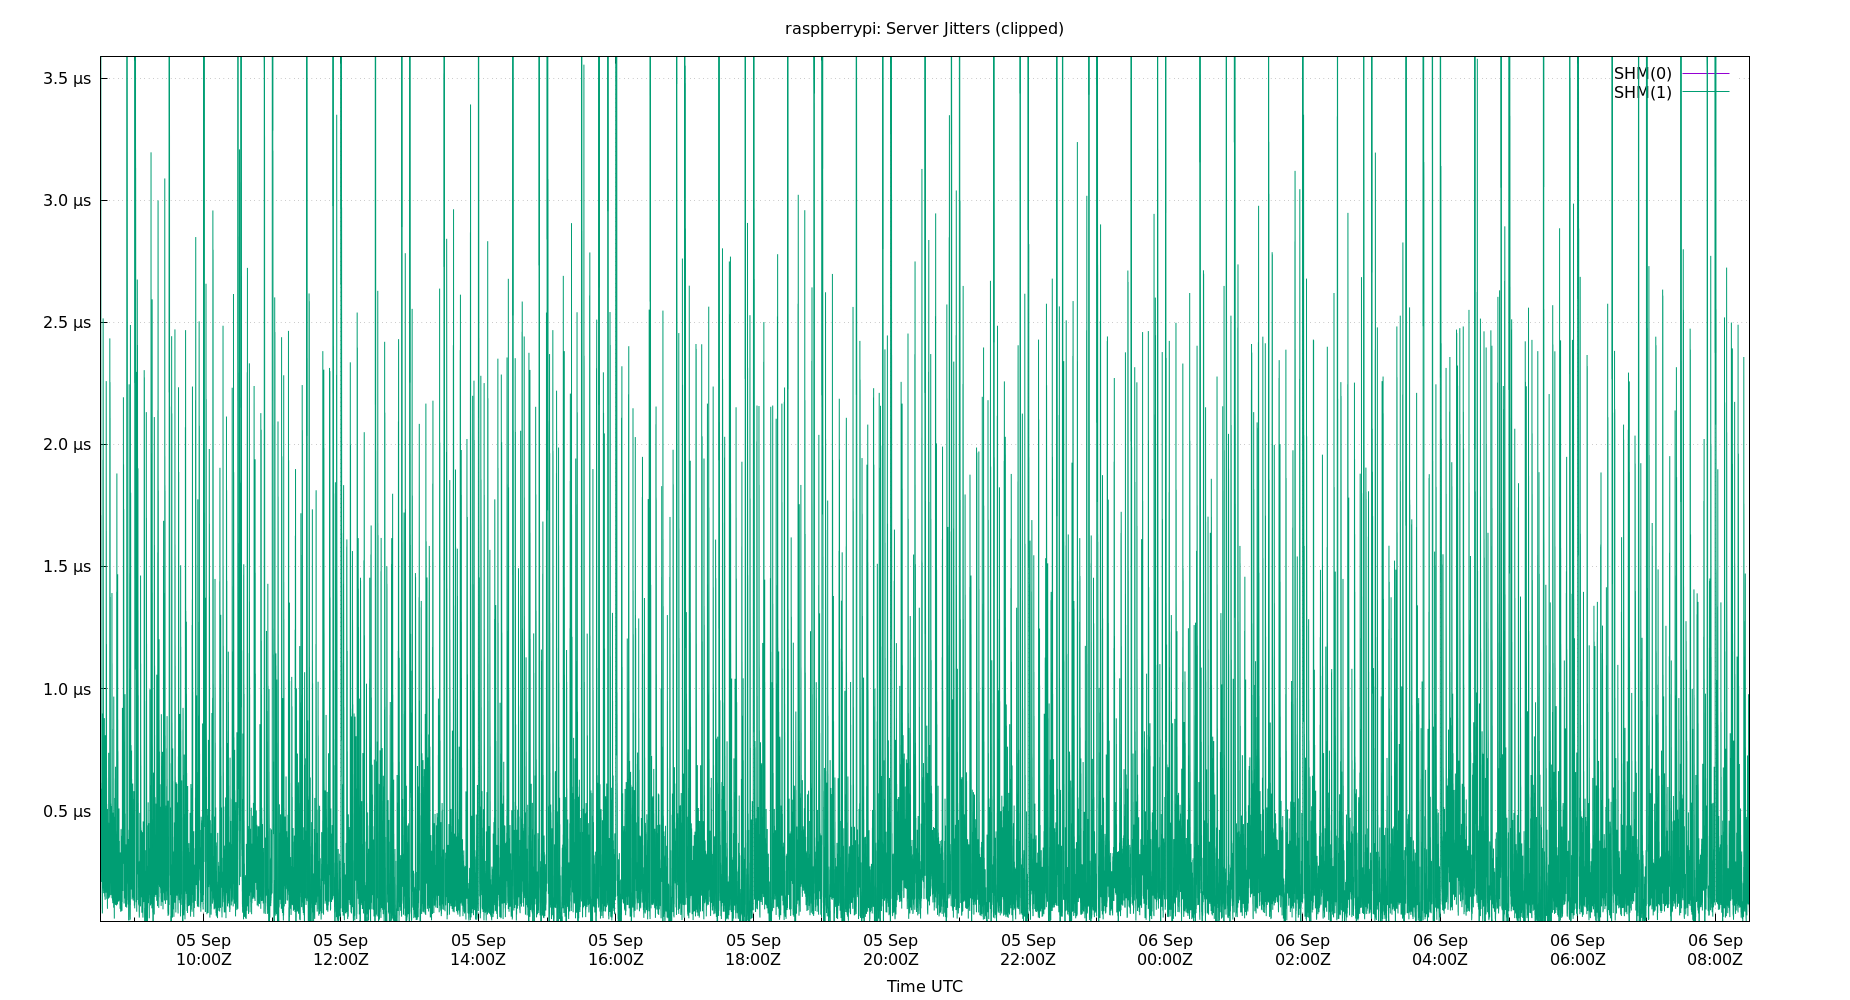 raspberrypi: Server Jitters (clipped)
3.5 µs
3.0 µs
2.5 µs
2.0 µs
1.5 µs
1.0 µs
0.5 µs
SHM(0)
SHM(1)
05 Sep 05 Sep 05 Sep 05 Sep 05 Sep 05 Sep 05 Sep 06 Sep 06 Sep 06 Sep 06 Sep 06 Sep
10:00Z 12:00Z 14:00Z 16:00Z 18:00Z 20:00Z 22:00Z 00:00Z 02:00Z 04:00Z 06:00Z 08:00Z
Time UTC